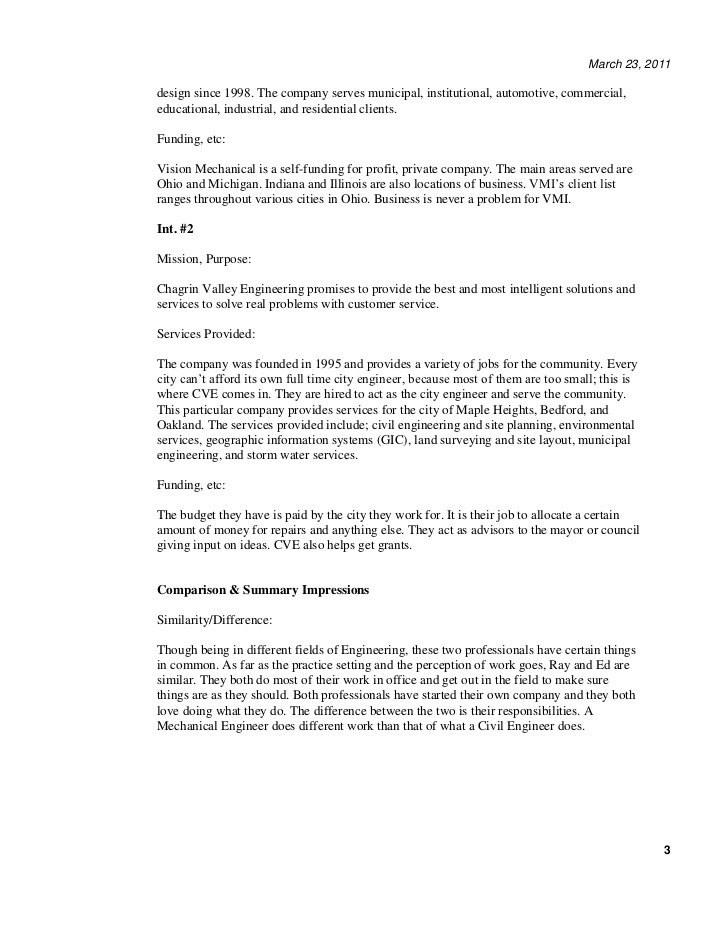 March 23, 2011
design since 1998. The company serves municipal, institutional, automotive, commercial,
educational, industrial, and residential clients.
Funding, etc:
Vision Mechanical is a self-funding for profit, private company. The main areas served are
Ohio and Michigan. Indiana and Illinois are also locations of business. VMI’s client list
ranges throughout various cities in Ohio. Business is never a problem for VMI.
Int. #2
Mission, Purpose:
Chagrin Valley Engineering promises to provide the best and most intelligent solutions and
services to solve real problems with customer service.
Services Provided:
The company was founded in 1995 and provides a variety of jobs for the community. Every
city can’t afford its own full time city engineer, because most of them are too small; this is
where CVE comes in. They are hired to act as the city engineer and serve the community.
This particular company provides services for the city of Maple Heights, Bedford, and
Oakland. The services provided include; civil engineering and site planning, environmental
services, geographic information systems (GIC), land surveying and site layout, municipal
engineering, and storm water services.
Funding, etc:
The budget they have is paid by the city they work for. It is their job to allocate a certain
amount of money for repairs and anything else. They act as advisors to the mayor or council
giving input on ideas. CVE also helps get grants.
Comparison & Summary Impressions
Similarity/Difference:
Though being in different fields of Engineering, these two professionals have certain things
in common. As far as the practice setting and the perception of work goes, Ray and Ed are
similar. They both do most of their work in office and get out in the field to make sure
things are as they should. Both professionals have started their own company and they both
love doing what they do. The difference between the two is their responsibilities. A
Mechanical Engineer does different work than that of what a Civil Engineer does.
3